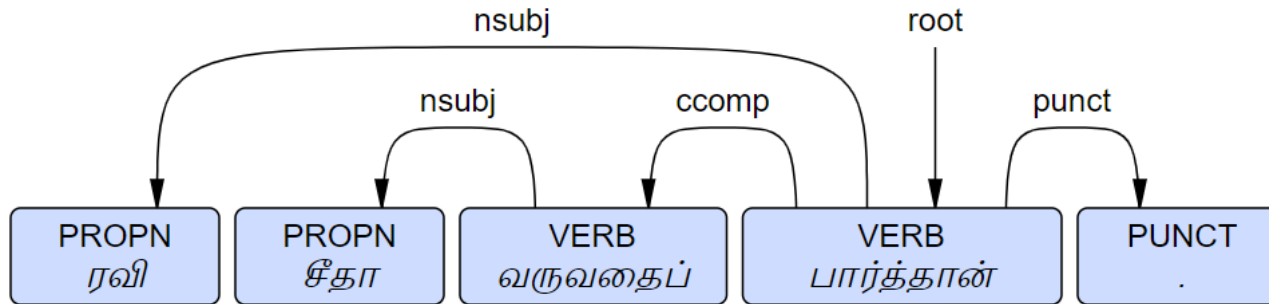 nsubj root
nsubj ccomp punct
PROPN PROPN VERB VERB PUNCT
ரவி சீதா வருவதைப் பார்த்தான் .